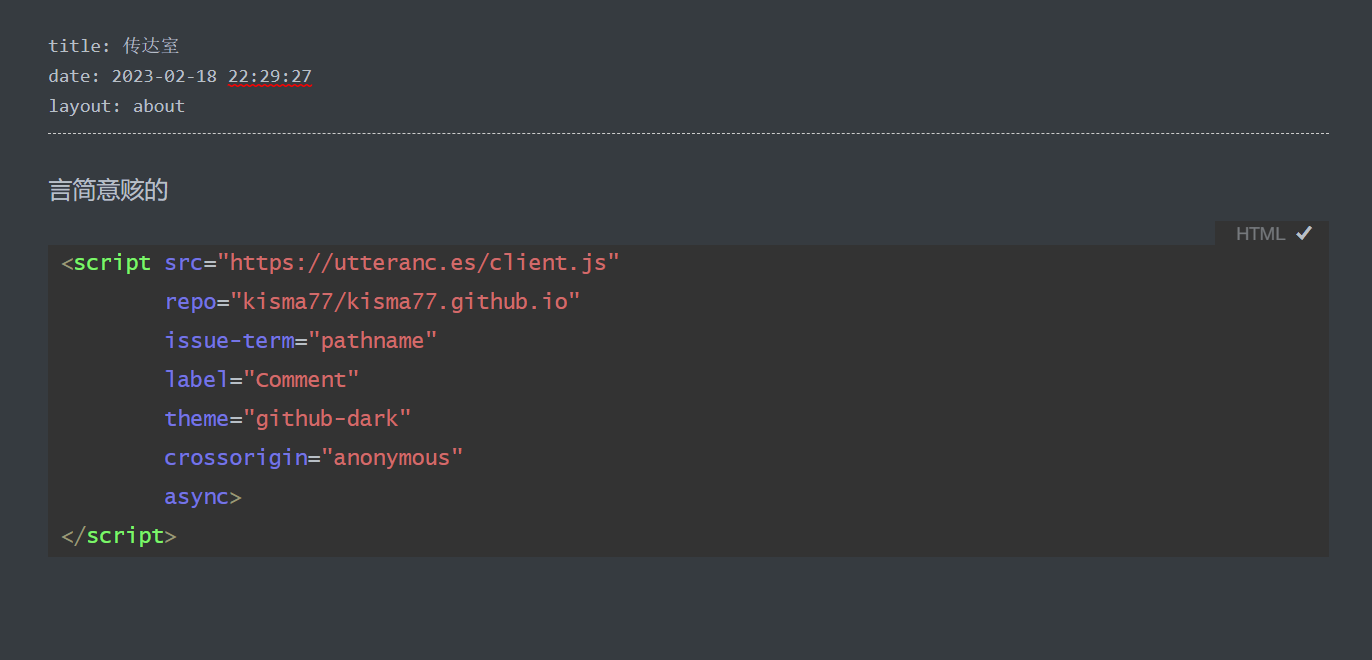 title: 传达室
date: 2023-02-18 22:29:27
layout: about
言简意赅的
HTML
<script src="https://utteranc.es/client.js"
        repo="kisma77/kisma77.github.io"
        issue-term="pathname"
        label="Comment"
        theme="github-dark"
        crossorigin="anonymous"
        async>
</script>